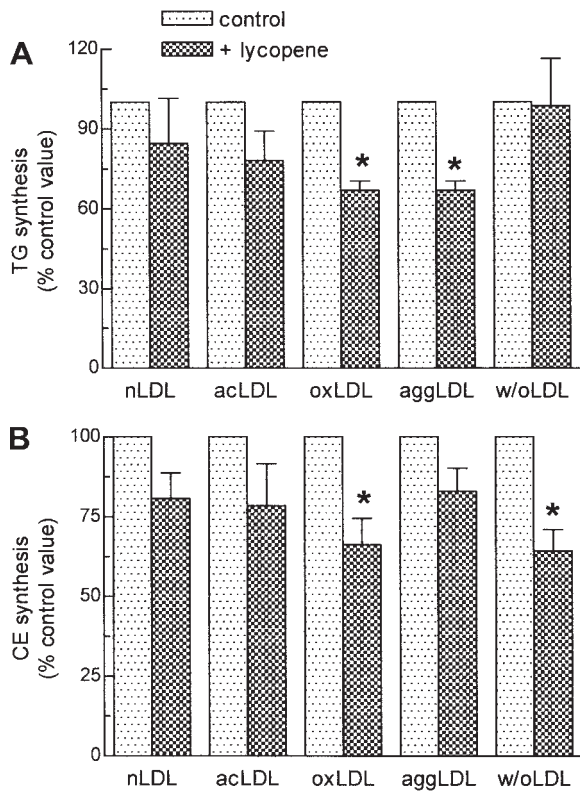 control
+ lycopene
A
120
90
60
30
0
TG synthesis
(% control value)
*
*
nLDL acLDL oxLDL aggLDL w/oLDL
B
100
75
50
25
0
CE synthesis
(% control value)
*
*
nLDL acLDL oxLDL aggLDL w/oLDL